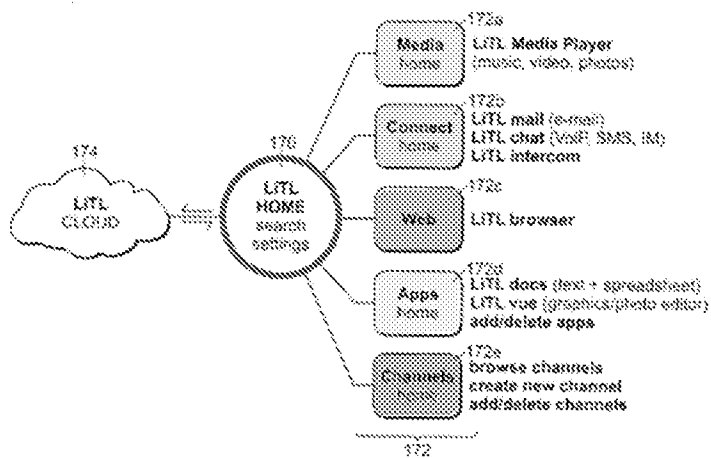 172a
Media
home
LiTL Media Player
(music, video, photos)
172b
Connect
home
LiTL mail (e-mail)
LiTL chat (VoIP, SMS, IM)
LiTL intercom
174
LiTL
CLOUD
170
LiTL
HOME
search
settings
172c
Web
LiTL browser
172d
Apps
home
LiTL docs (text + spreadsheet)
LiTL vue (graphics/photo editor)
add/delete apps
172e
Channels
home
browse channels
create new channel
add/delete channels
172